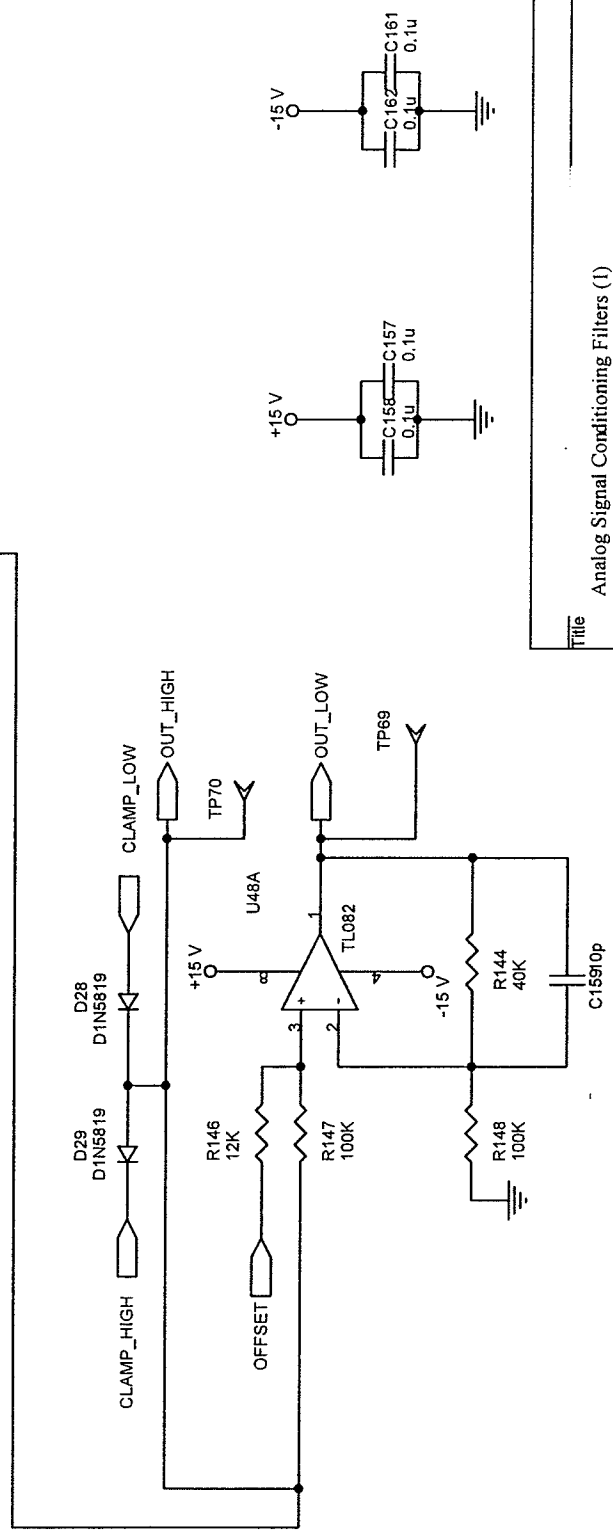 -15 V
C162
0.1u
C161
0.1u
+15 V
C158
0.1u
C157
0.1u
CLAMP_HIGH
D29
D1N5819
D28
D1N5819
CLAMP_LOW
OUT_HIGH
TP70
OFFSET
R146
12K
R147
100K
3
2
+
-
+15 V
8
U48A
1
TL082
4
-15 V
OUT_LOW
TP69
R148
100K
R144
40K
C159
10p
Title
Analog Signal Conditioning Filters (1)